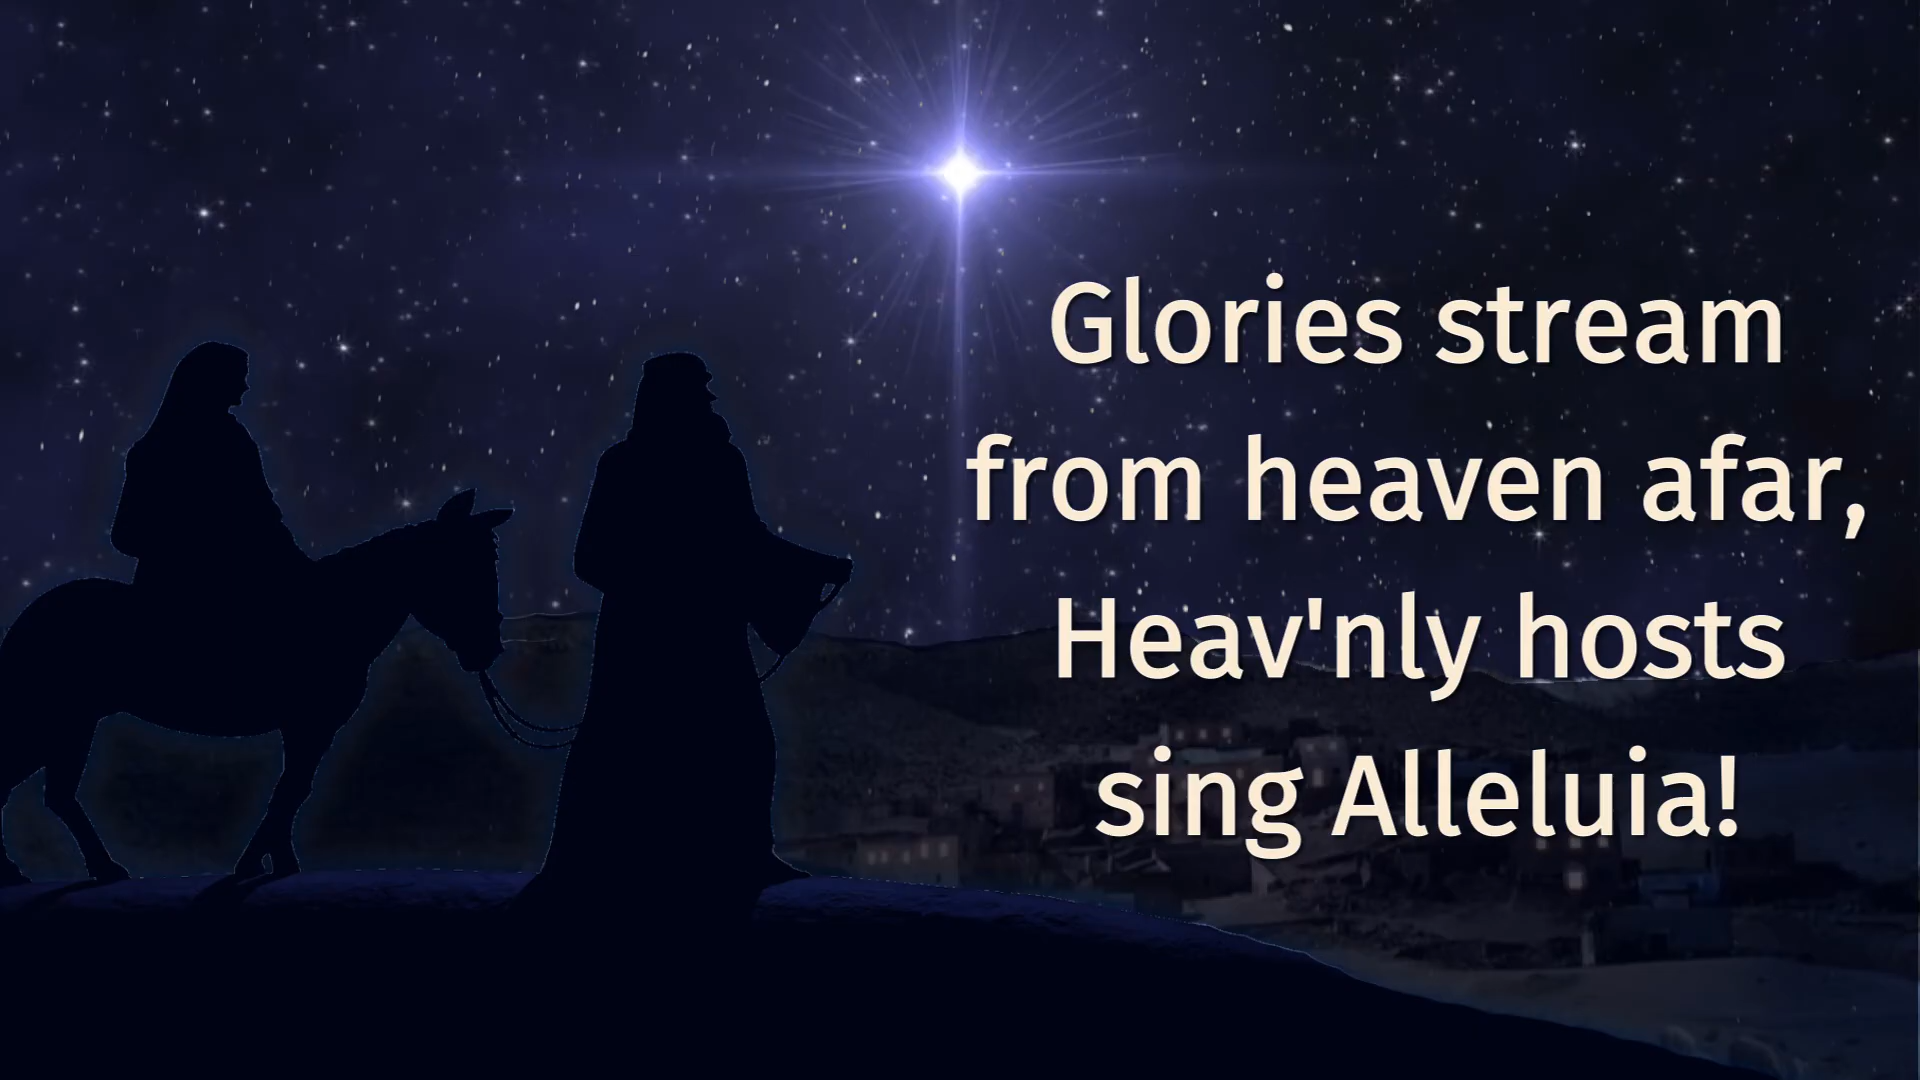 Glories stream
from heaven afar,
Heav'nly hosts
sing Alleluia!